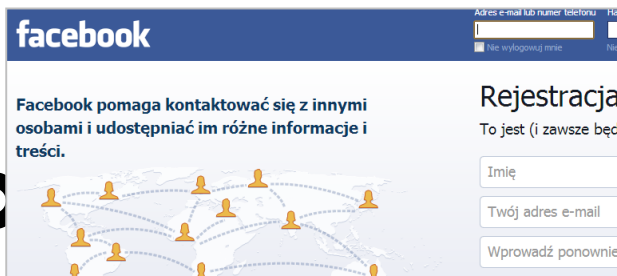 Adres e-mail lub numer telefonu
facebook
Nie wylogowuj mnie
Facebook pomaga kontaktować się z innymi
osobami i udostępniać im różne informacje i
treści.
Rejestracja
To jest (i zawsze
Imię
Twój adres e-mail
Wprowadź ponownie